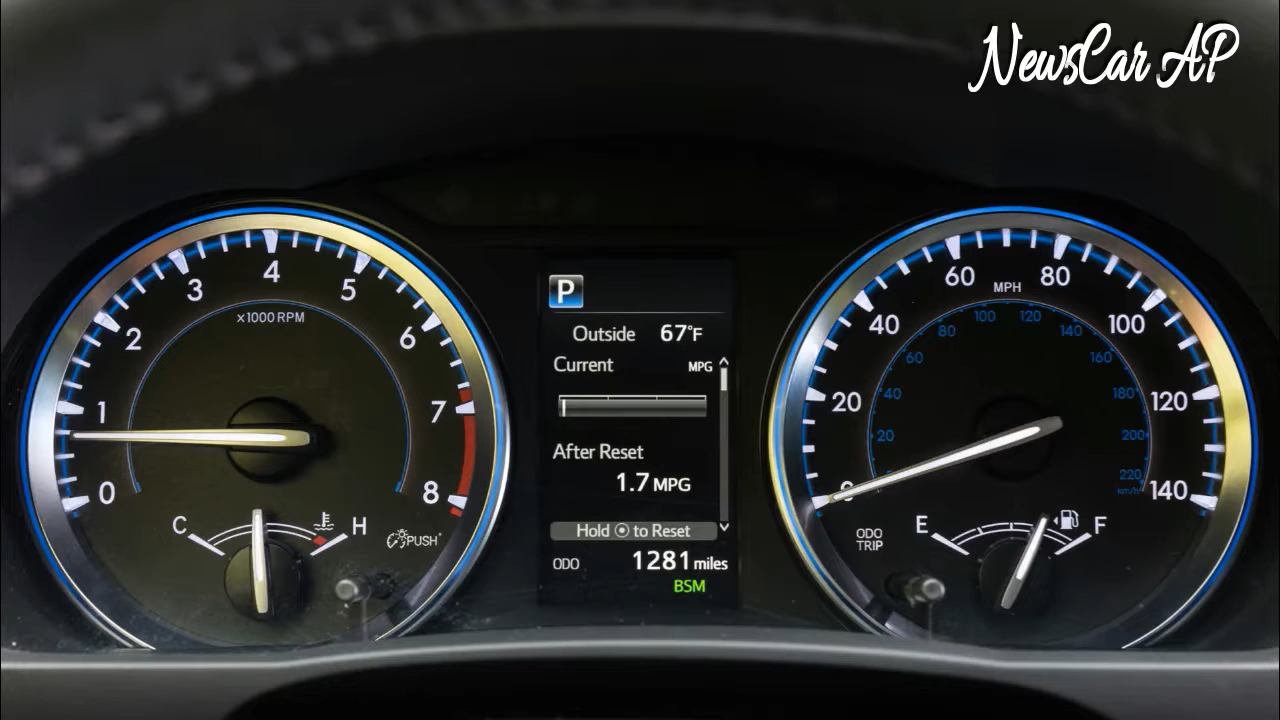 NewsCar AP
0 1 2 3 4 5 6 7 8
x1000 RPM
C H
PUSH
P
Outside 67°F
Current MPG
After Reset
1.7 MPG
Hold ⦿ to Reset
ODO 1281 miles
BSM
0 20 40 60 80 100 120 140
MPH
20 40 60 80 100 120 140 160 180 200 220
km/h
ODO
TRIP
E F